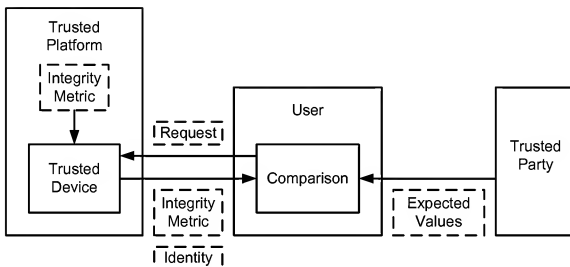 Trusted
Platform
Integrity
Metric
Trusted
Device
Request
Integrity
Metric
Identity
User
Comparison
Expected
Values
Trusted
Party